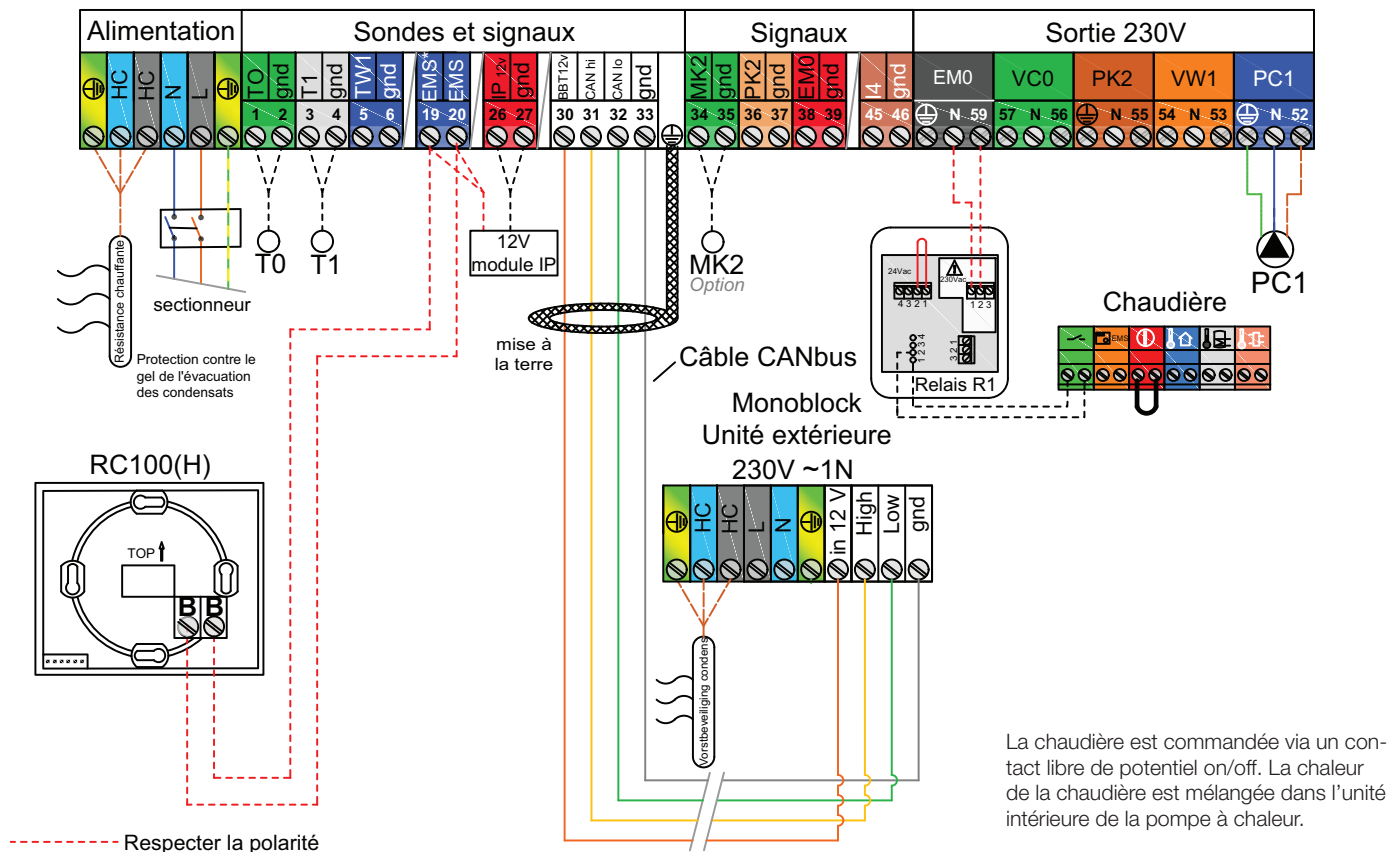 Alimentation
Sondes et signaux
Signaux
Sortie 230V
HC
HC
N
L
TO
gnd
T1
gnd
TW1
gnd
EMS*
EMS
IP 12v
gnd
BBT12v
CAN hi
CAN lo
gnd
MK2
gnd
PK2
gnd
EM0
gnd
I4
gnd
EM0
VC0
PK2
VW1
PC1
1 2
3 4
5 6
19 20
26 27
30 31 32 33
34 35
36 37
38 39
45 46
N 59
57 N 56
N 55
54 N 53
N 52
Résistance chauffante
sectionneur
Protection contre le
gel de l'évacuation
des condensats
T0
T1
12V
module IP
mise à
la terre
MK2
Option
24Vac
230Vac
4 3 2 1
1 2 3
1 2 3 4
3 2 1
Relais R1
PC1
Chaudière
EMS
Câble CANbus
Monoblock
Unité extérieure
230V ~1N
HC
HC
L
N
in 12 V
High
Low
gnd
Vorstbeveiliging condens
RC100(H)
TOP
B B
La chaudière est commandée via un con-
tact libre de potentiel on/off. La chaleur
de la chaudière est mélangée dans l’unité
intérieure de la pompe à chaleur.
Respecter la polarité